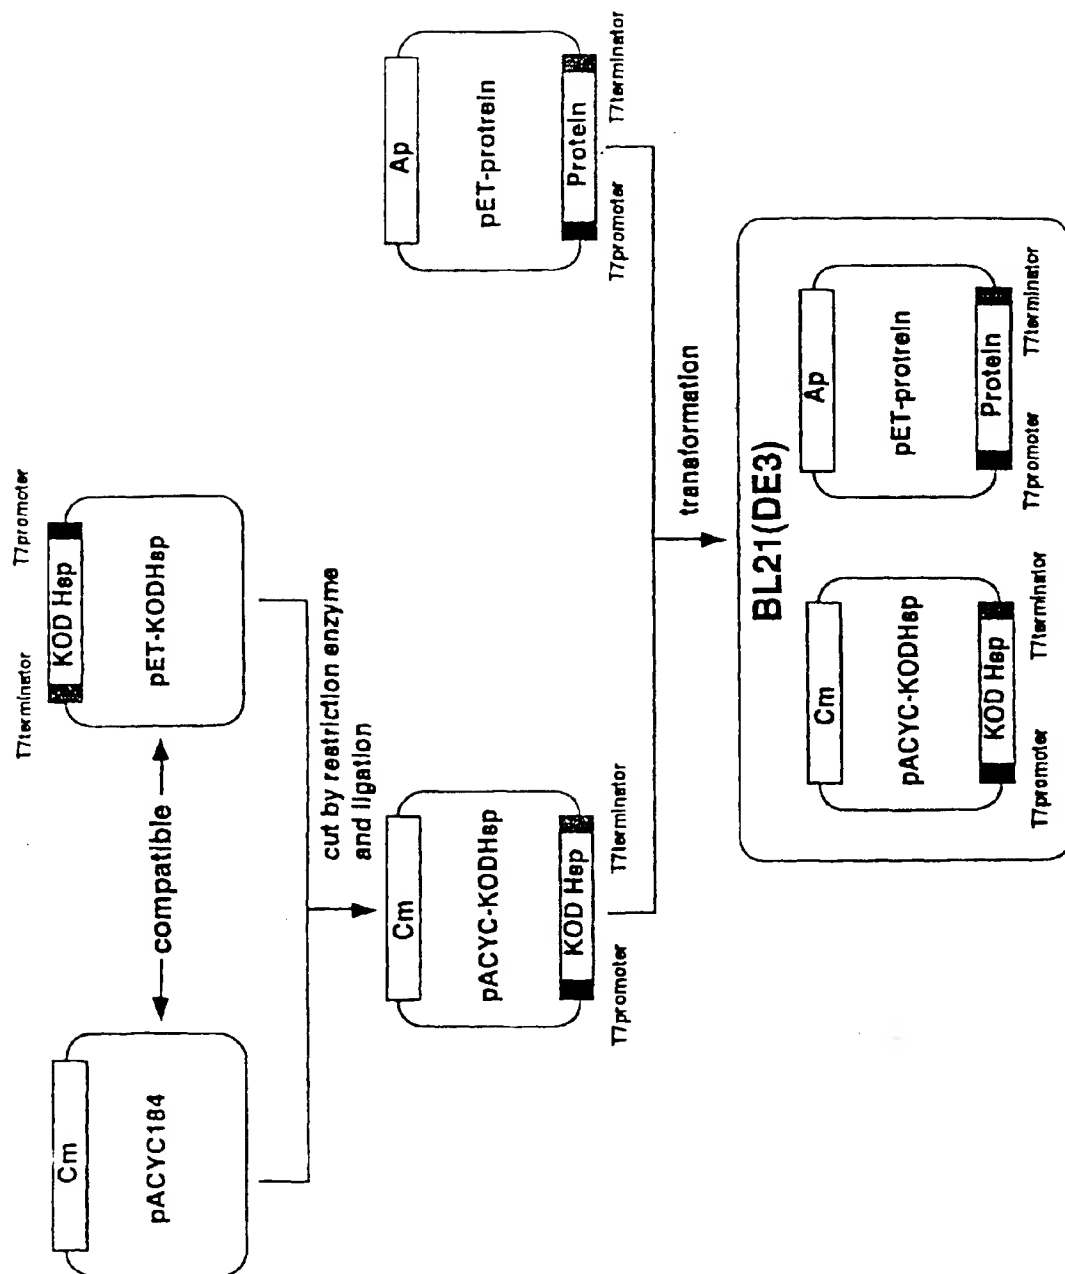 Cm
pACYC184
compatible
T7terminator
T7promoter
KOD Hsp
pET-KODHsp
cut by restriction enzyme
and ligation
Cm
pACYC-KODHsp
KOD Hsp
T7promoter
T7terminator
Ap
pET-protrein
Protein
T7promoter
T7terminator
transformation
BL21(DE3)
Cm
pACYC-KODHsp
KOD Hsp
T7promoter
T7terminator
Ap
pET-protrein
Protein
T7promoter
T7terminator